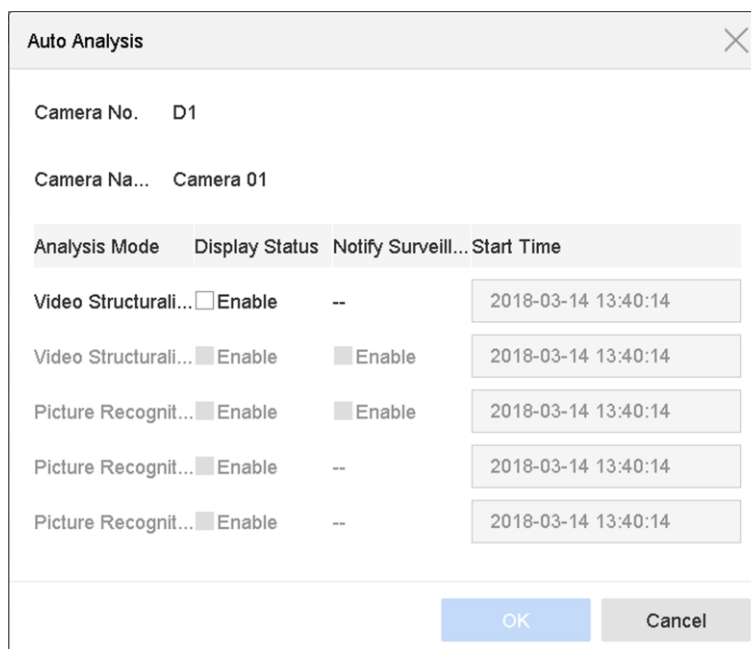 Auto Analysis
Camera No. D1
Camera Na... Camera 01
Analysis Mode Display Status Notify Surveill... Start Time
Video Structurali... Enable -- 2018-03-14 13:40:14
Video Structurali... Enable Enable 2018-03-14 13:40:14
Picture Recognit... Enable Enable 2018-03-14 13:40:14
Picture Recognit... Enable -- 2018-03-14 13:40:14
Picture Recognit... Enable -- 2018-03-14 13:40:14
OK Cancel